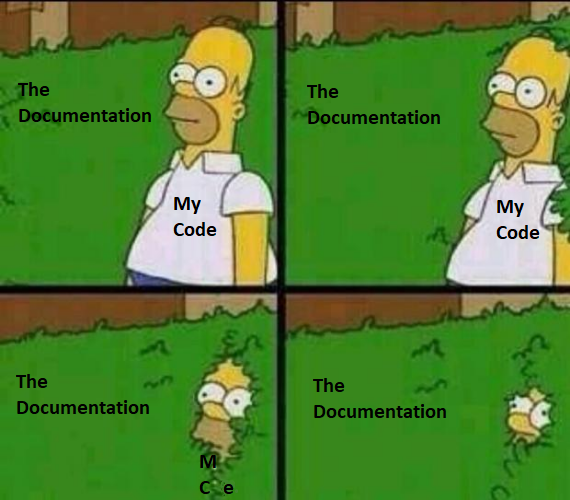 The
Documentation
My
Code
The
Documentation
My
Code
The
Documentation
M
C e
The
Documentation